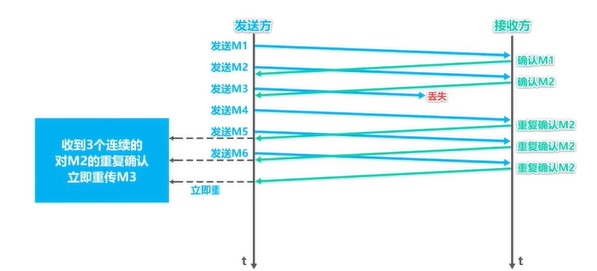 发送方
接收方
发送M1
确认M1
发送M2
确认M2
发送M3
丢失
发送M4
重复确认M2
发送M5
重复确认M2
发送M6
重复确认M2
收到3个连续的
对M2的重复确认
立即重传M3
立即重
t
t